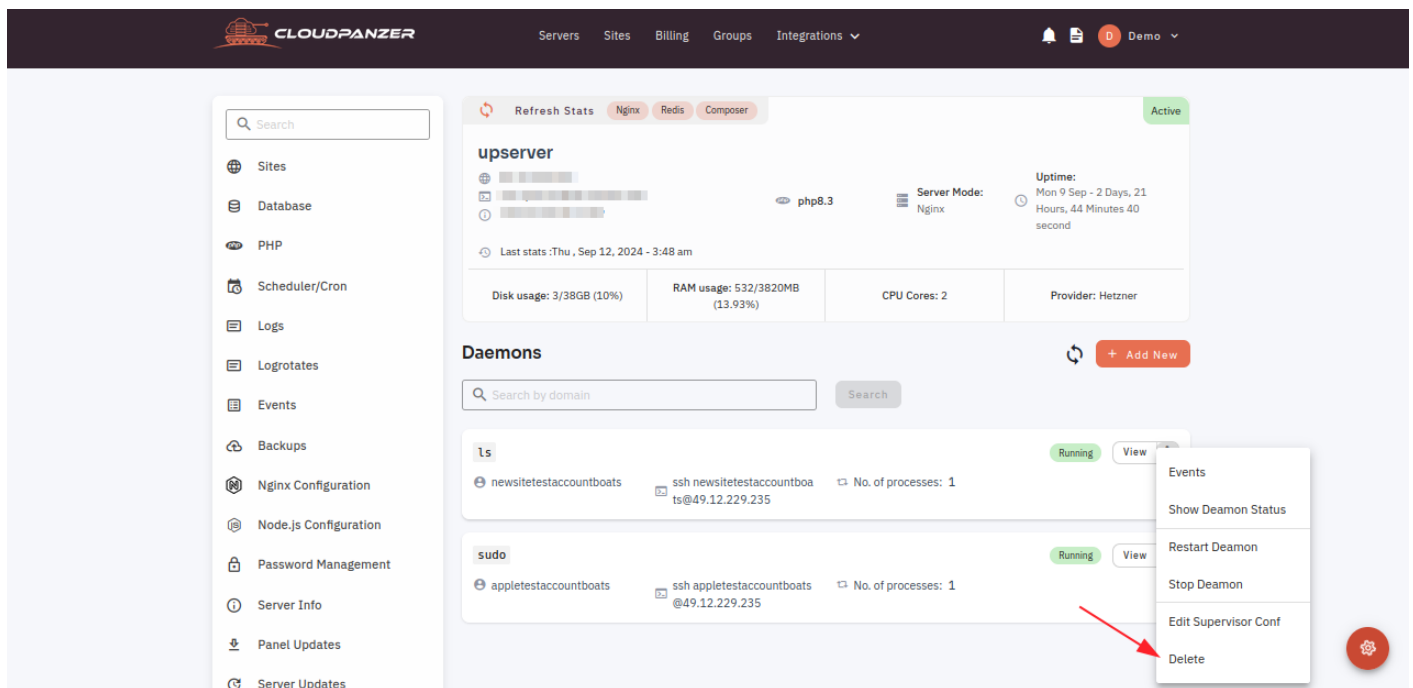 CLOUDPANZER
Servers Sites Billing Groups Integrations
D Demo
Search
Sites
Database
PHP
Scheduler/Cron
Logs
Logrotates
Events
Backups
Nginx Configuration
Node.js Configuration
Password Management
Server Info
Panel Updates
Server Updates
Refresh Stats Nginx Redis Composer
Active
upserver
php
php8.3
Server Mode:
Nginx
Uptime:
Mon 9 Sep - 2 Days, 21
Hours, 44 Minutes 40
second
Last stats :Thu , Sep 12, 2024 - 3:48 am
Disk usage: 3/38GB (10%)
RAM usage: 532/3820MB
(13.93%)
CPU Cores: 2
Provider: Hetzner
Daemons
+ Add New
Search by domain
Search
ls
Running View
newsitetestaccountboats
ssh newsitetestaccountboa
ts@49.12.229.235
No. of processes: 1
sudo
Running View
appletestaccountboats
ssh appletestaccountboats
@49.12.229.235
No. of processes: 1
Events
Show Deamon Status
Restart Deamon
Stop Deamon
Edit Supervisor Conf
Delete